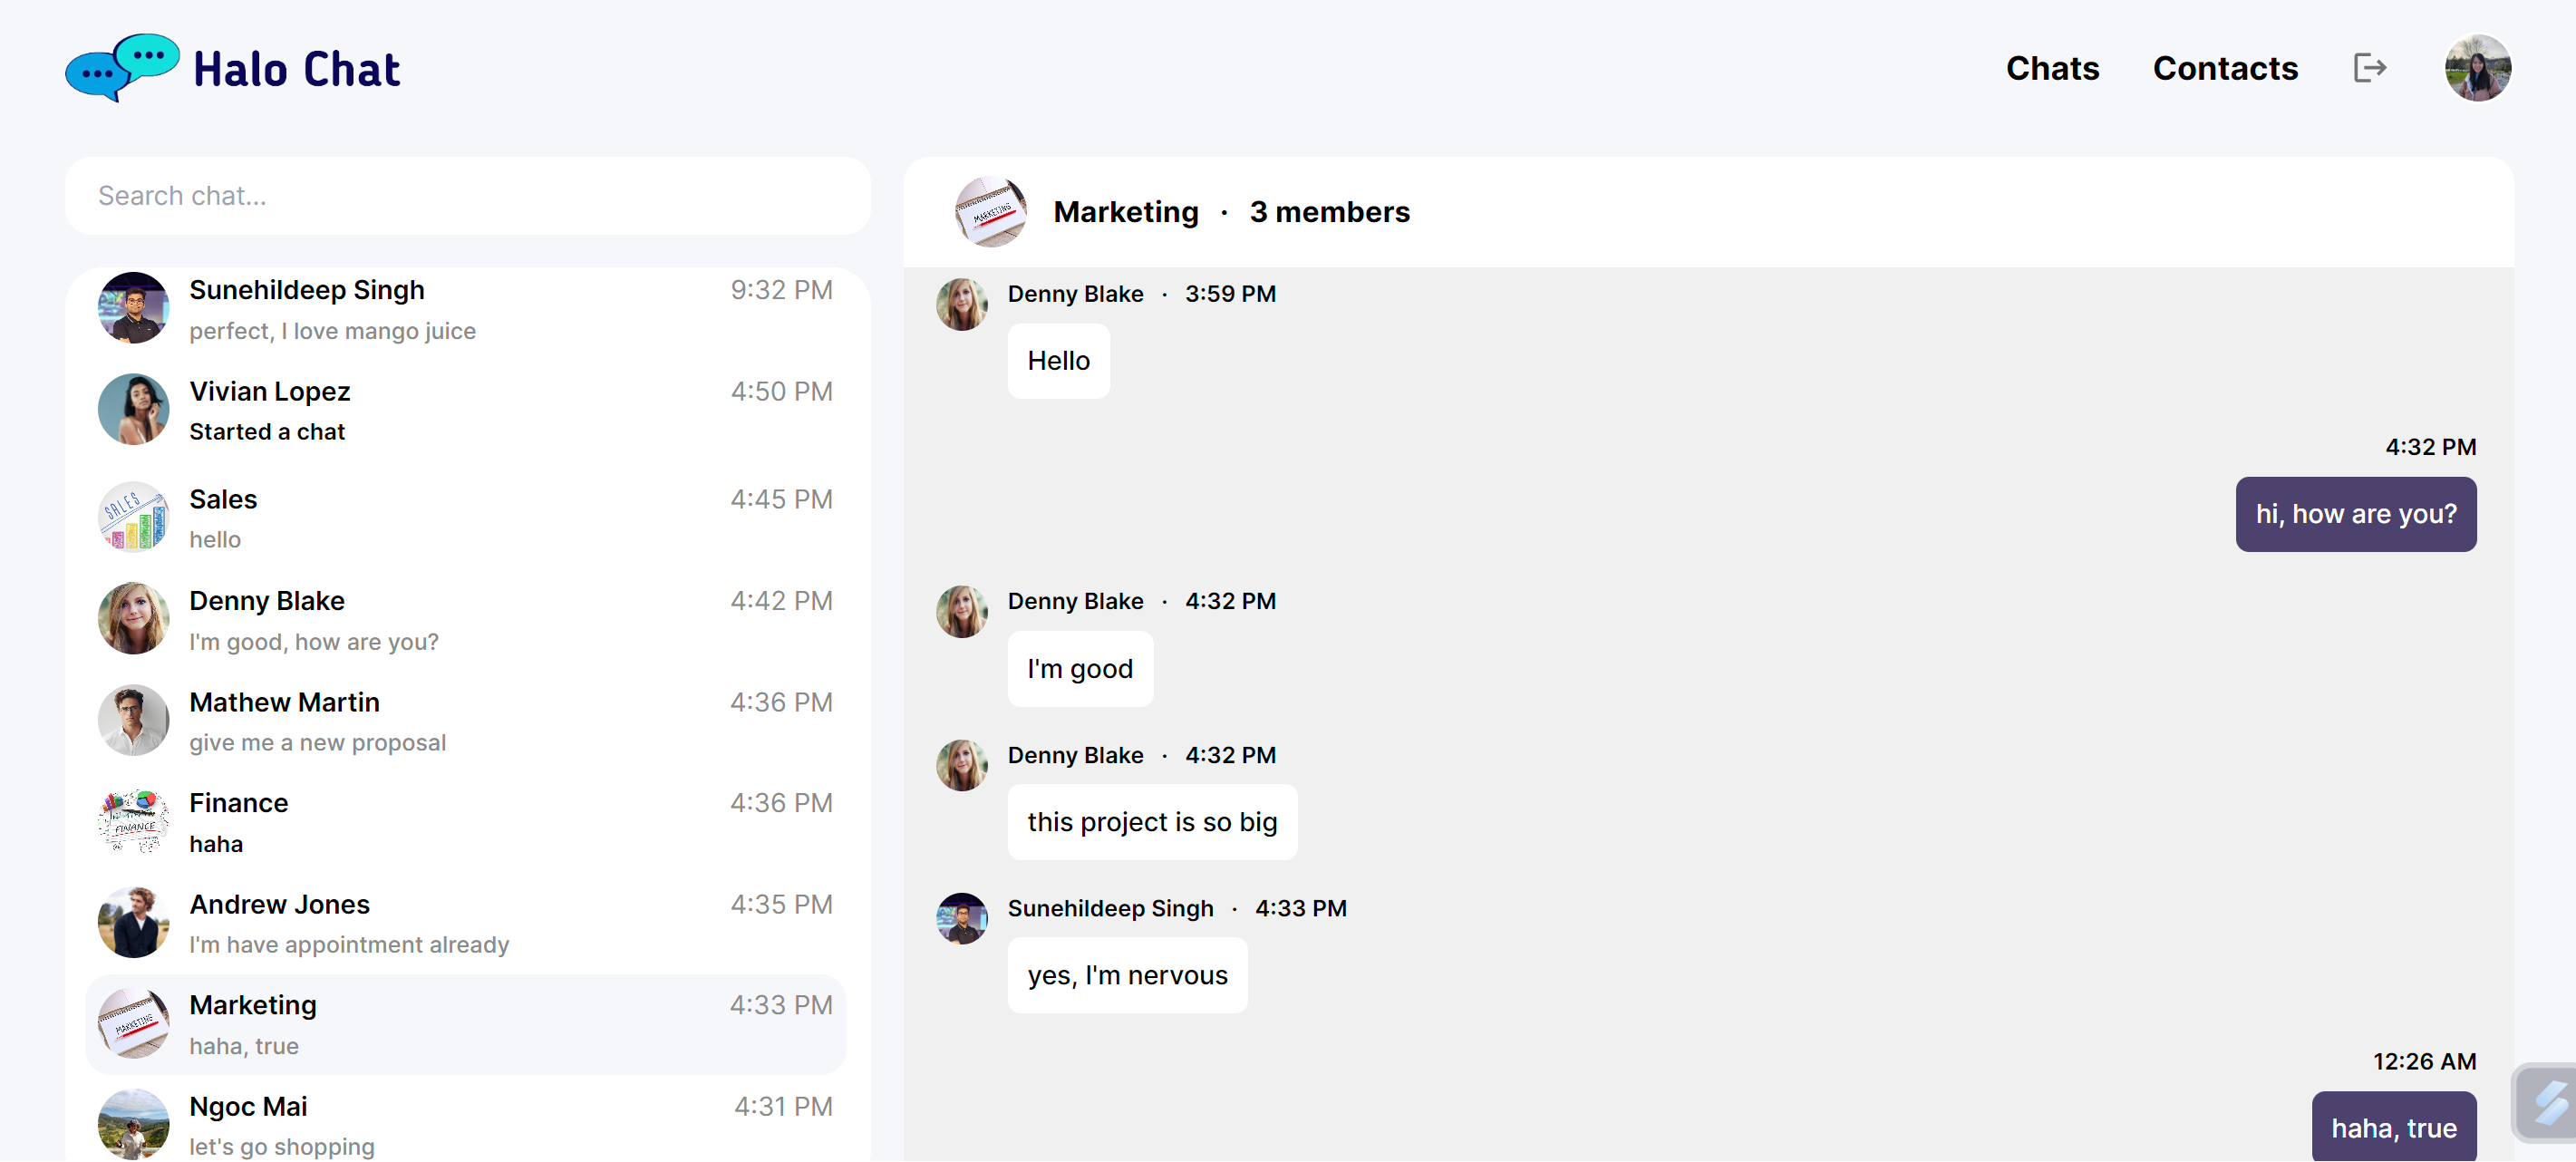 Halo Chat
Chats
Contacts
Search chat...
Sunehildeep Singh 9:32 PM
perfect, I love mango juice
Vivian Lopez 4:50 PM
Started a chat
SALES
Sales 4:45 PM
hello
Denny Blake 4:42 PM
I'm good, how are you?
Mathew Martin 4:36 PM
give me a new proposal
FINANCE
Finance 4:36 PM
haha
Andrew Jones 4:35 PM
I'm have appointment already
MARKETING
Marketing 4:33 PM
haha, true
Ngoc Mai 4:31 PM
let's go shopping
MARKETING
Marketing · 3 members
Denny Blake · 3:59 PM
Hello
4:32 PM
hi, how are you?
Denny Blake · 4:32 PM
I'm good
Denny Blake · 4:32 PM
this project is so big
Sunehildeep Singh · 4:33 PM
yes, I'm nervous
12:26 AM
haha, true